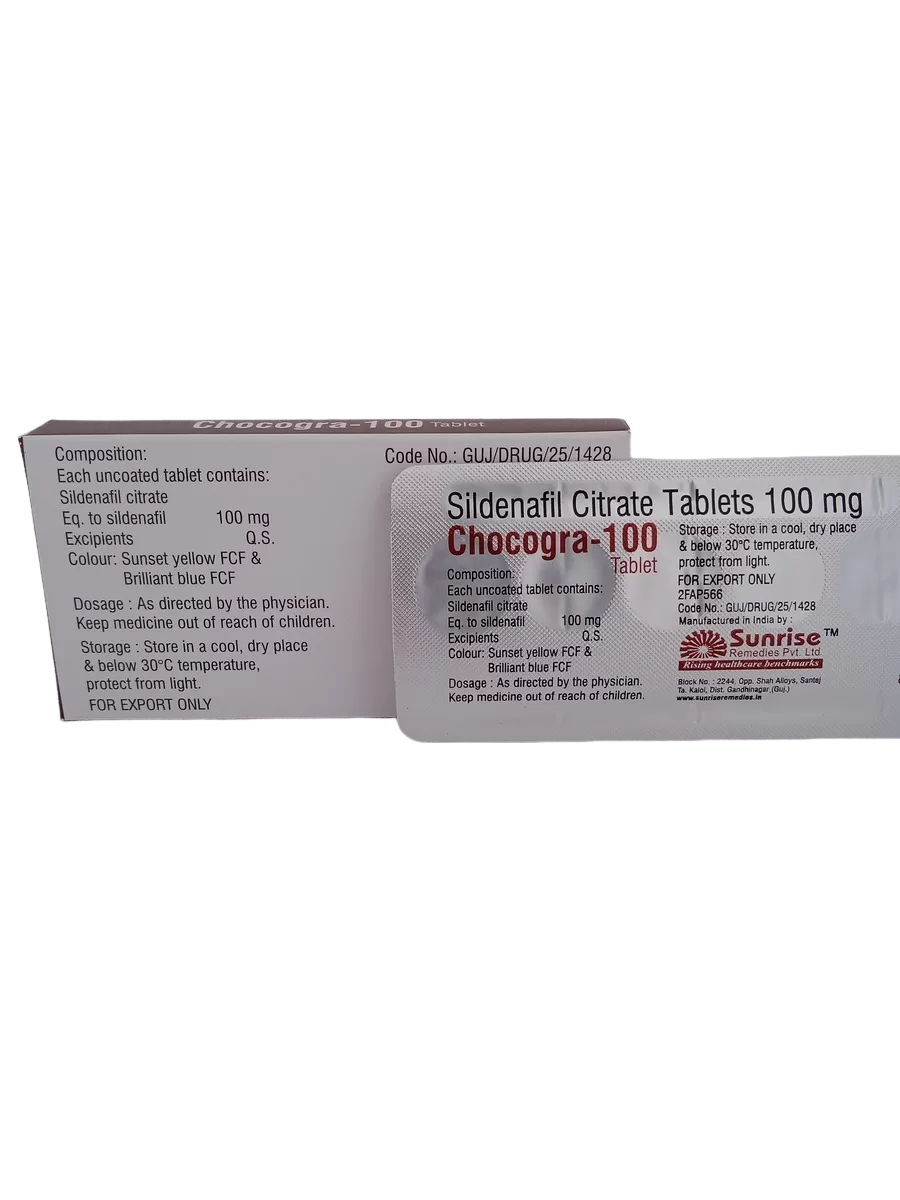 Chocogra-100 Tablet
Composition:
Code No.: GUJ/DRUG/25/1428
Each uncoated tablet contains:
Sildenafil citrate
Eq. to sildenafil 100 mg
Excipients Q.S.
Colour: Sunset yellow FCF &
Brilliant blue FCF
Dosage : As directed by the physician.
Keep medicine out of reach of children.
Storage : Store in a cool, dry place
& below 30°C temperature,
protect from light.
FOR EXPORT ONLY
Sildenafil Citrate Tablets 100 mg
Chocogra-100
Tablet
Composition:
Each uncoated tablet contains:
Sildenafil citrate
Eq. to sildenafil 100 mg
Excipients Q.S.
Colour: Sunset yellow FCF &
Brilliant blue FCF
Dosage : As directed by the physician.
Keep medicine out of reach of children.
Storage : Store in a cool, dry place
& below 30°C temperature,
protect from light.
FOR EXPORT ONLY
2FAP566
Code No.: GUJ/DRUG/25/1428
Manufactured in India by :
Sunrise™
Remedies Pvt. Ltd.
Rising healthcare benchmarks
Block No. : 2244, Opp. Shah Alloys, Santej
Ta. Kalol, Dist. Gandhinagar,(Guj.)
www.sunriseremedies.in